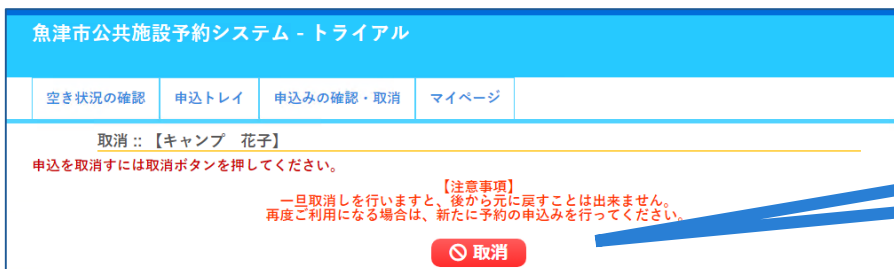 魚津市公共施設予約システム - トライアル
空き状況の確認 申込トレイ 申込みの確認・取消 マイページ
取消 :: 【キャンプ　花子】
申込を取消すには取消ボタンを押してください。
【注意事項】
一旦取消しを行いますと、後から元に戻すことは出来ません。
再度ご利用になる場合は、新たに予約の申込みを行ってください。
取消